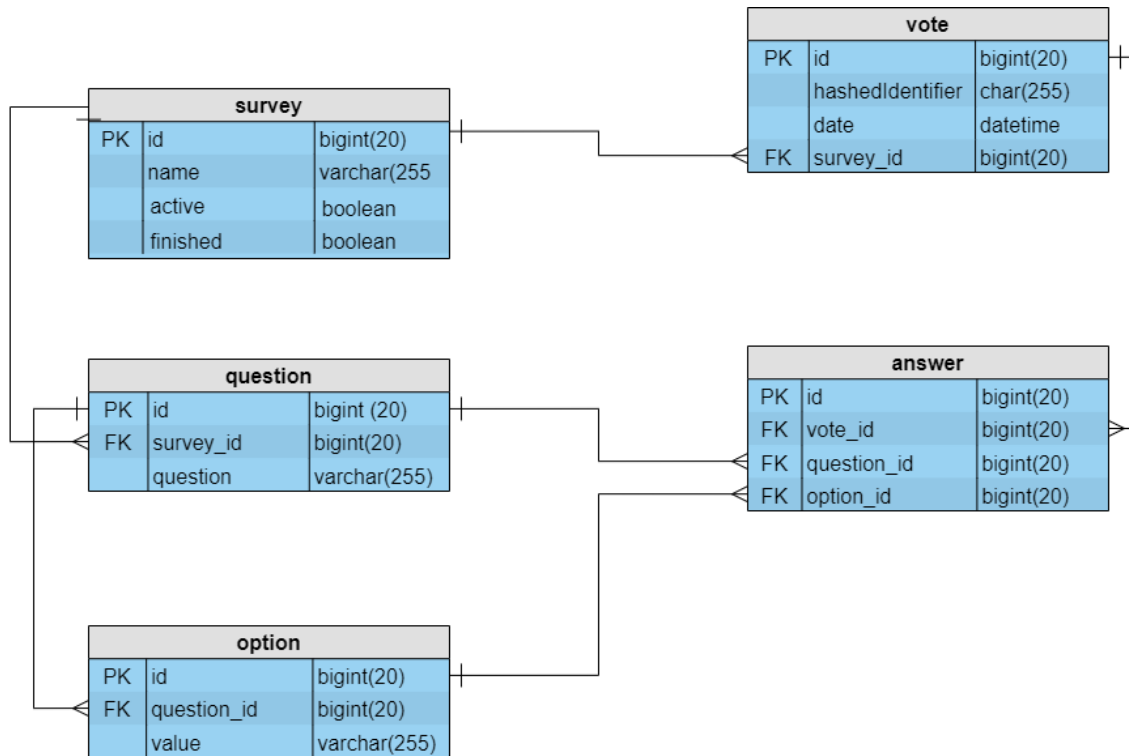 vote
PK id bigint(20)
hashedIdentifier char(255)
date datetime
FK survey_id bigint(20)
survey
PK id bigint(20)
name varchar(255
active boolean
finished boolean
question
PK id bigint (20)
FK survey_id bigint(20)
question varchar(255)
answer
PK id bigint(20)
FK vote_id bigint(20)
FK question_id bigint(20)
FK option_id bigint(20)
option
PK id bigint(20)
FK question_id bigint(20)
value varchar(255)